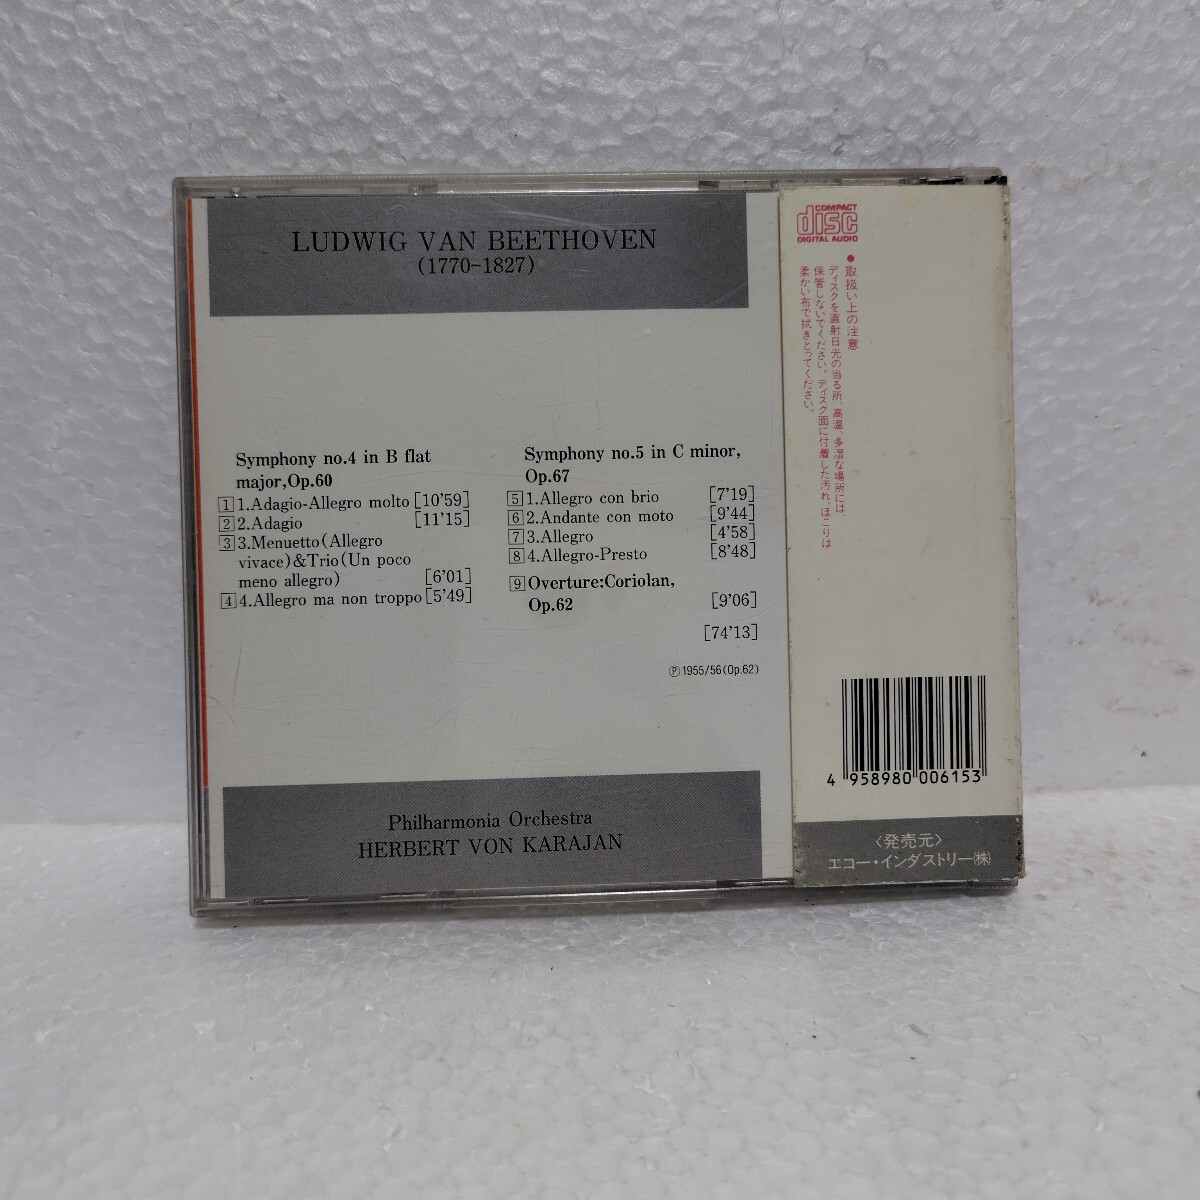 LUDWIG VAN BEETHOVEN
(1770-1827)
Symphony no.4 in B flat
major,Op.60
1 1.Adagio-Allegro molto [10'59]
2 2.Adagio [11'15]
3 3.Menuetto(Allegro
vivace)&Trio(Un poco
meno allegro) [6'01]
4 4.Allegro ma non troppo [5'49]
Symphony no.5 in C minor,
Op.67
5 1.Allegro con brio [7'19]
6 2.Andante con moto [9'44]
7 3.Allegro [4'58]
8 4.Allegro-Presto [8'48]
9 Overture:Coriolan,
Op.62 [9'06]
[74'13]
Ⓟ1955/56(Op.62)
Philharmonia Orchestra
HERBERT VON KARAJAN
COMPACT
disc
DIGITAL AUDIO
●取扱い上の注意
ディスクを直射日光の当る所、高温、多湿な場所には、
保管しないでください。ディスク面に付着した汚れ、ほこりは
柔かい布で拭きとってください。
4 958980 006153
〈発売元〉
エコー・インダストリー㈱